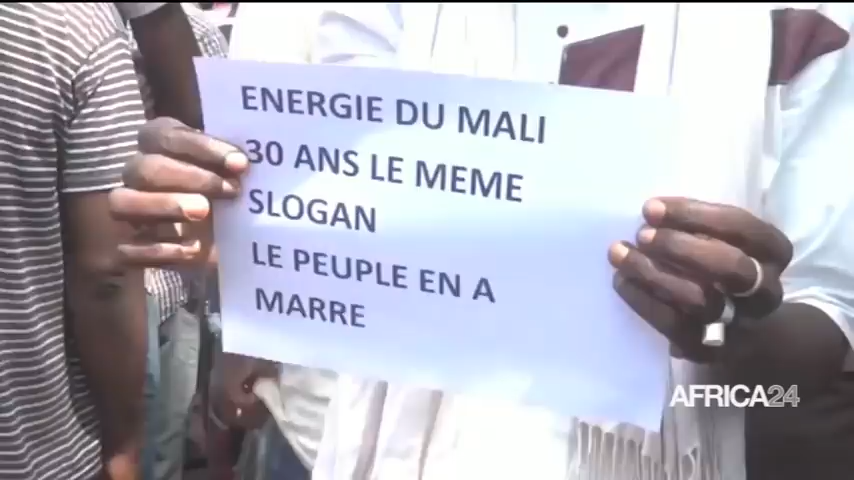 ENERGIE DU MALI
30 ANS LE MEME
SLOGAN
LE PEUPLE EN A
MARRE
AFRICA24